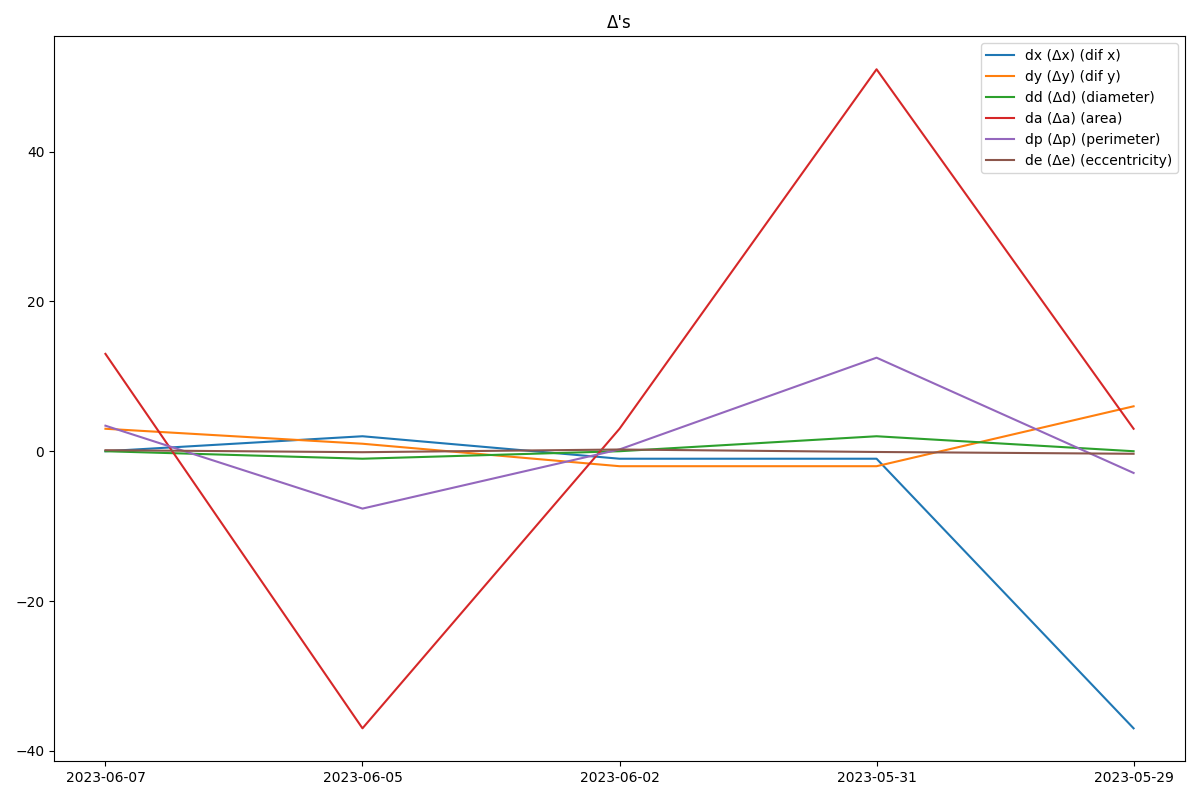 Δ's
dx (Δx) (dif x)
dy (Δy) (dif y)
dd (Δd) (diameter)
da (Δa) (area)
dp (Δp) (perimeter)
de (Δe) (eccentricity)
40
20
0
−20
−40
2023-06-07
2023-06-05
2023-06-02
2023-05-31
2023-05-29